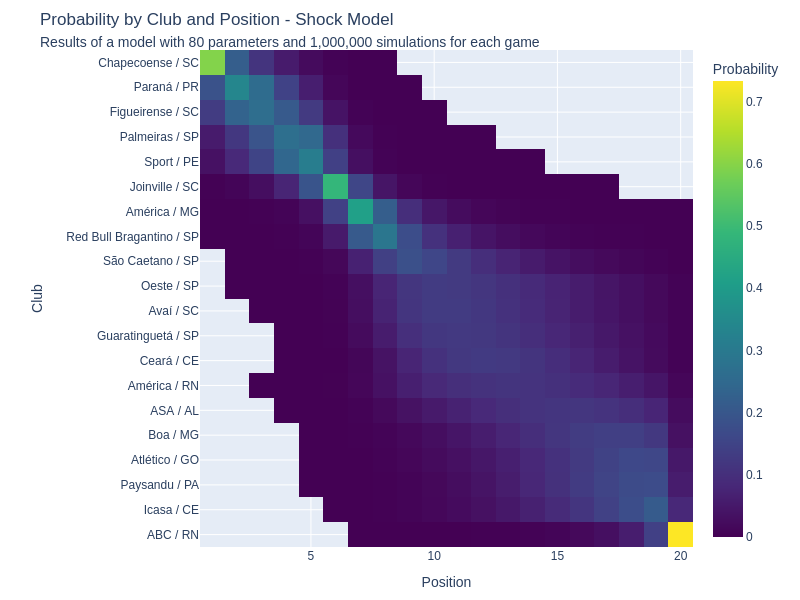 Probability by Club and Position - Shock Model
Results of a model with 80 parameters and 1,000,000 simulations for each game
Probability
Chapecoense / SC
Paraná / PR
Figueirense / SC
Palmeiras / SP
Sport / PE
Joinville / SC
América / MG
Red Bull Bragantino / SP
São Caetano / SP
Oeste / SP
Avaí / SC
Guaratinguetá / SP
Ceará / CE
América / RN
ASA / AL
Boa / MG
Atlético / GO
Paysandu / PA
Icasa / CE
ABC / RN
Club
5
10
15
20
Position
0.7
0.6
0.5
0.4
0.3
0.2
0.1
0